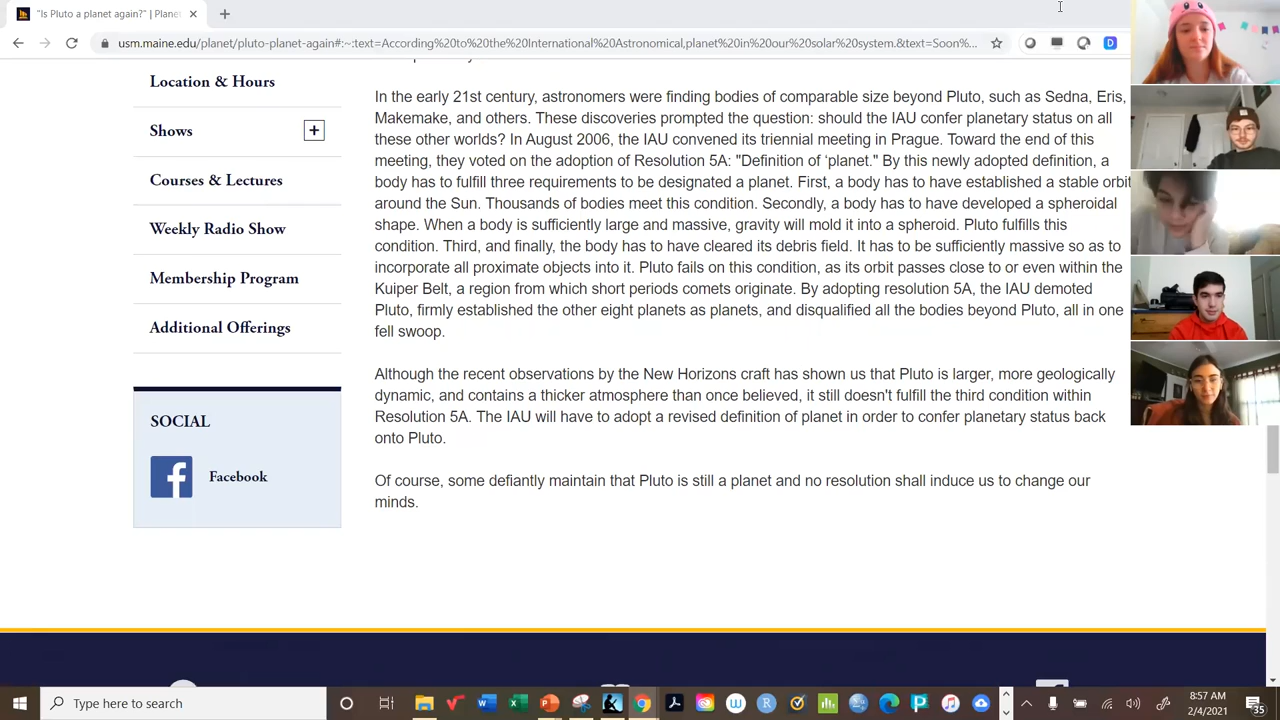 "Is Pluto a planet again?" | Plane
usm.maine.edu/planet/pluto-planet-again#:~:text=According%20to%20the%20International%20Astronomical,planet%20in%20our%20solar%20system.&text=Soon%...
Location & Hours
Shows
Courses & Lectures
Weekly Radio Show
Membership Program
Additional Offerings
SOCIAL
Facebook
In the early 21st century, astronomers were finding bodies of comparable size beyond Pluto, such as Sedna, Eris,
Makemake, and others. These discoveries prompted the question: should the IAU confer planetary status on all
these other worlds? In August 2006, the IAU convened its triennial meeting in Prague. Toward the end of this
meeting, they voted on the adoption of Resolution 5A: "Definition of 'planet." By this newly adopted definition, a
body has to fulfill three requirements to be designated a planet. First, a body has to have established a stable orbit
around the Sun. Thousands of bodies meet this condition. Secondly, a body has to have developed a spheroidal
shape. When a body is sufficiently large and massive, gravity will mold it into a spheroid. Pluto fulfills this
condition. Third, and finally, the body has to have cleared its debris field. It has to be sufficiently massive so as to
incorporate all proximate objects into it. Pluto fails on this condition, as its orbit passes close to or even within the
Kuiper Belt, a region from which short periods comets originate. By adopting resolution 5A, the IAU demoted
Pluto, firmly established the other eight planets as planets, and disqualified all the bodies beyond Pluto, all in one
fell swoop.
Although the recent observations by the New Horizons craft has shown us that Pluto is larger, more geologically
dynamic, and contains a thicker atmosphere than once believed, it still doesn't fulfill the third condition within
Resolution 5A. The IAU will have to adopt a revised definition of planet in order to confer planetary status back
onto Pluto.
Of course, some defiantly maintain that Pluto is still a planet and no resolution shall induce us to change our
minds.
Type here to search
8:57 AM
2/4/2021
35